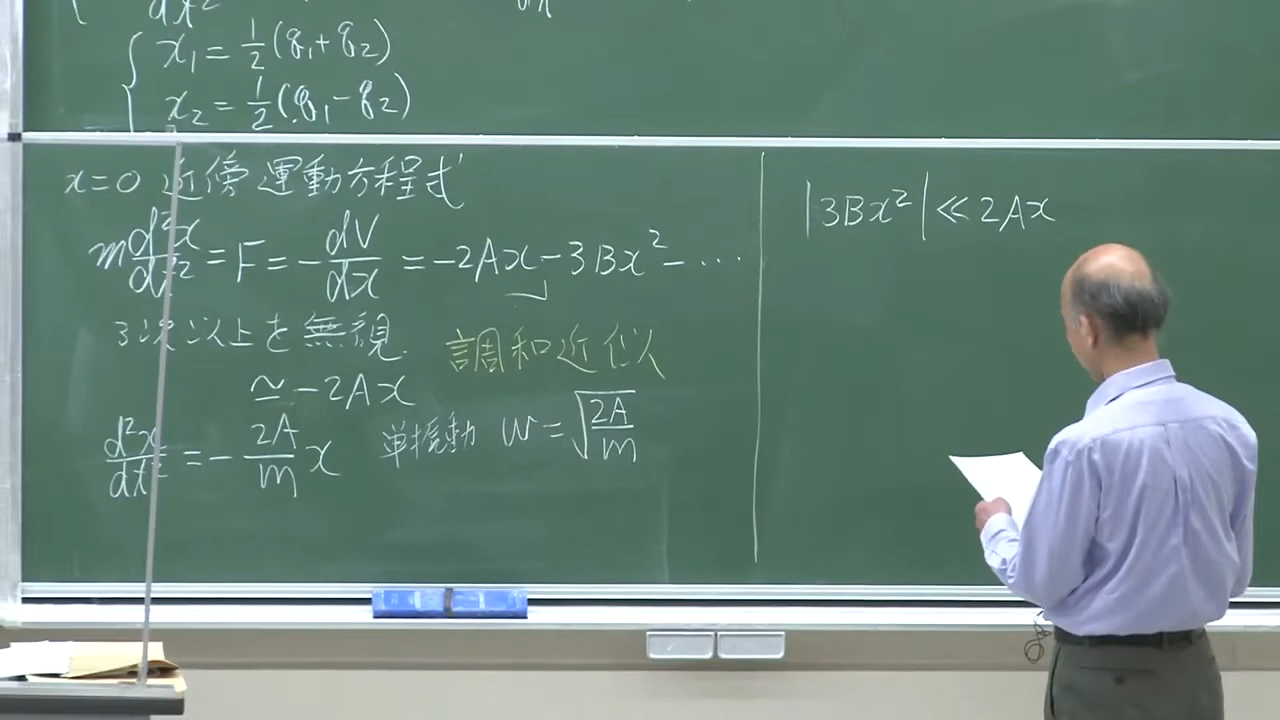 x₁ = 1/2 (q₁ + q₂)
x₂ = 1/2 (q₁ − q₂)
x=0 近傍 運動方程式
m d²x/dt² = F = − dV/dx = −2Ax − 3Bx² − ⋯
3次以上を無視.
調和近似
≃ −2Ax
d²x/dt² = − 2A/m x 単振動 ω = √(2A/m)
|3Bx²| ≪ 2Ax